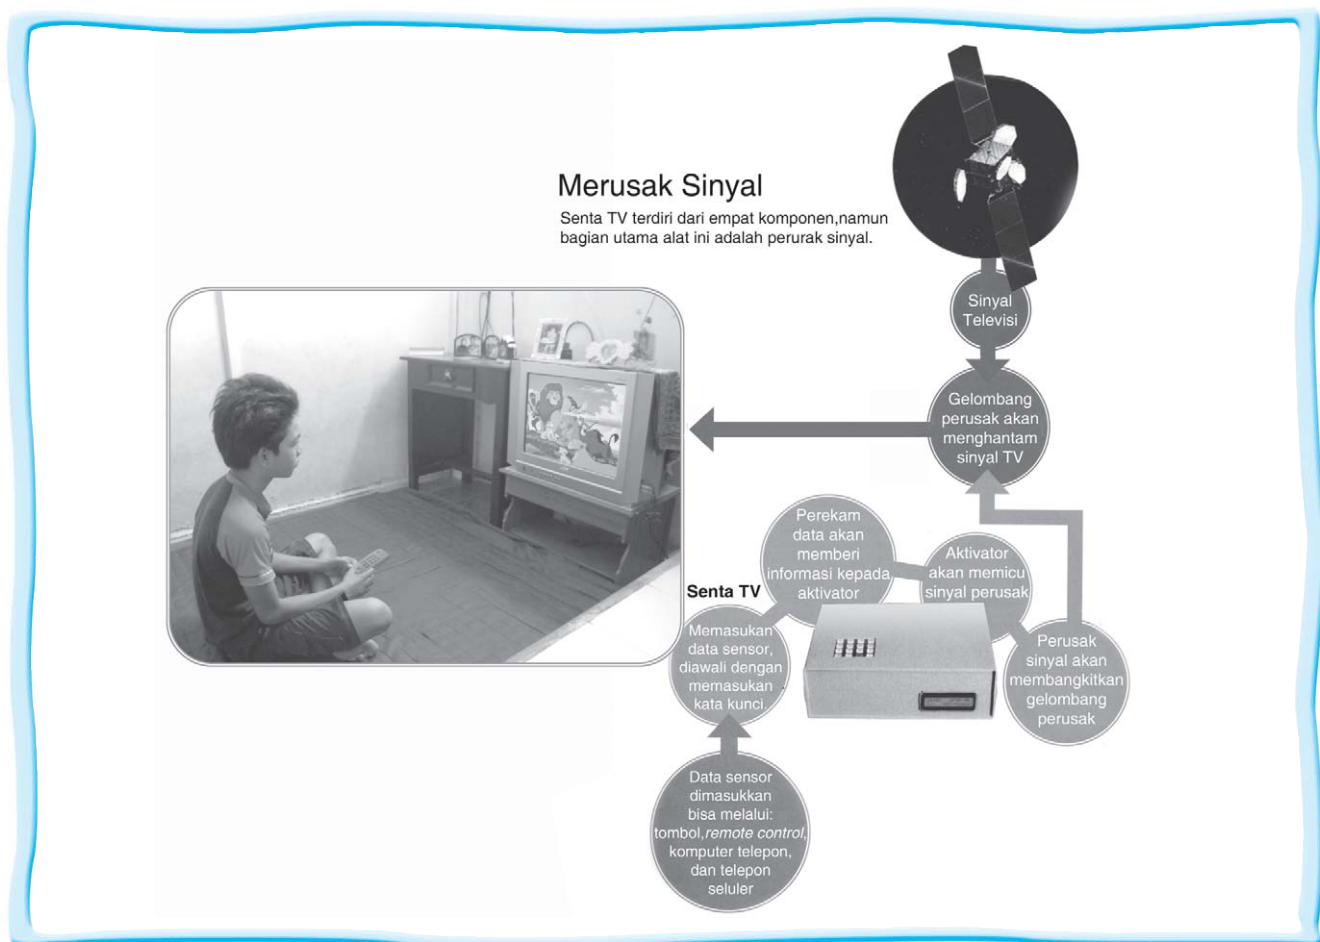 Merusak Sinyal
Senta TV terdiri dari empat komponen,namun
bagian utama alat ini adalah perurak sinyal.
Sinyal
Televisi
Gelombang
perusak akan
menghantam
sinyal TV
Perekam
data akan
memberi
informasi kepada
aktivator
Aktivator
akan memicu
sinyal perusak
Senta TV
Memasukan
data sensor,
diawali dengan
memasukan
kata kunci.
Perusak
sinyal akan
membangkitkan
gelombang
perusak
Data sensor
dimasukkan
bisa melalui:
tombol,remote control,
komputer telepon,
dan telepon
seluler